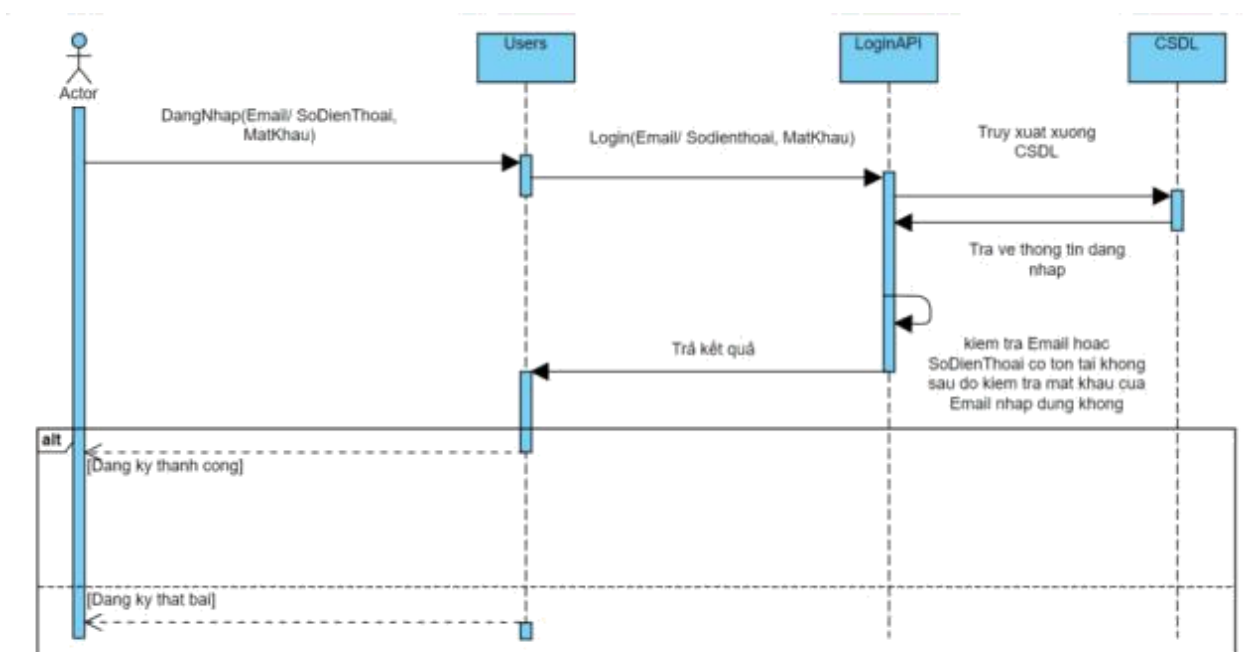 Users
LoginAPI
CSDL
Actor
DangNhap(Email/ SoDienThoai,
MatKhau)
Login(Email/ Sodienthoai, MatKhau)
Truy xuat xuong
CSDL
Tra ve thong tin dang
nhap
kiem tra Email hoac
SoDienThoai co ton tai khong
sau do kiem tra mat khau cua
Email nhap dung khong
Trả kết quả
alt
[Dang ky thanh cong]
[Dang ky that bai]